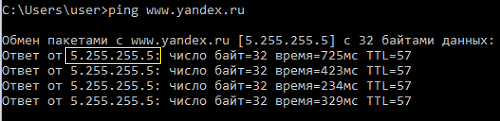 C:\Users\user>ping www.yandex.ru
Обмен пакетами с www.yandex.ru [5.255.255.5] с 32 байтами данных:
Ответ от 5.255.255.5: число байт=32 время=725мс TTL=57
Ответ от 5.255.255.5: число байт=32 время=423мс TTL=57
Ответ от 5.255.255.5: число байт=32 время=234мс TTL=57
Ответ от 5.255.255.5: число байт=32 время=329мс TTL=57